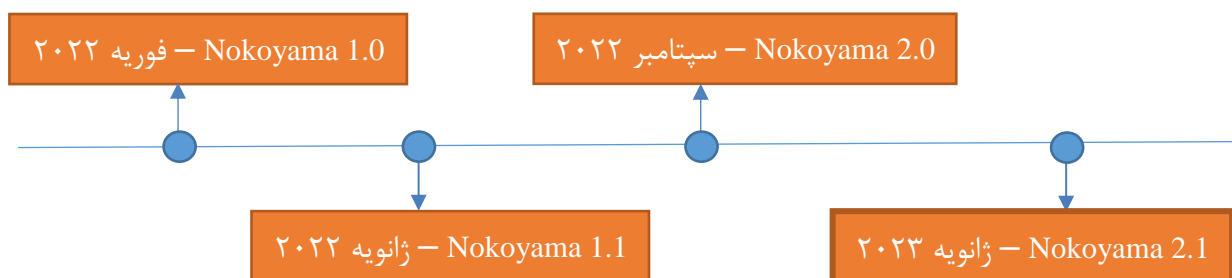 Nokoyama 1.0 – فوریه ۲۰۲۲
Nokoyama 2.0 – سپتامبر ۲۰۲۲
Nokoyama 1.1 – ژانویه ۲۰۲۲
Nokoyama 2.1 – ژانویه ۲۰۲۳